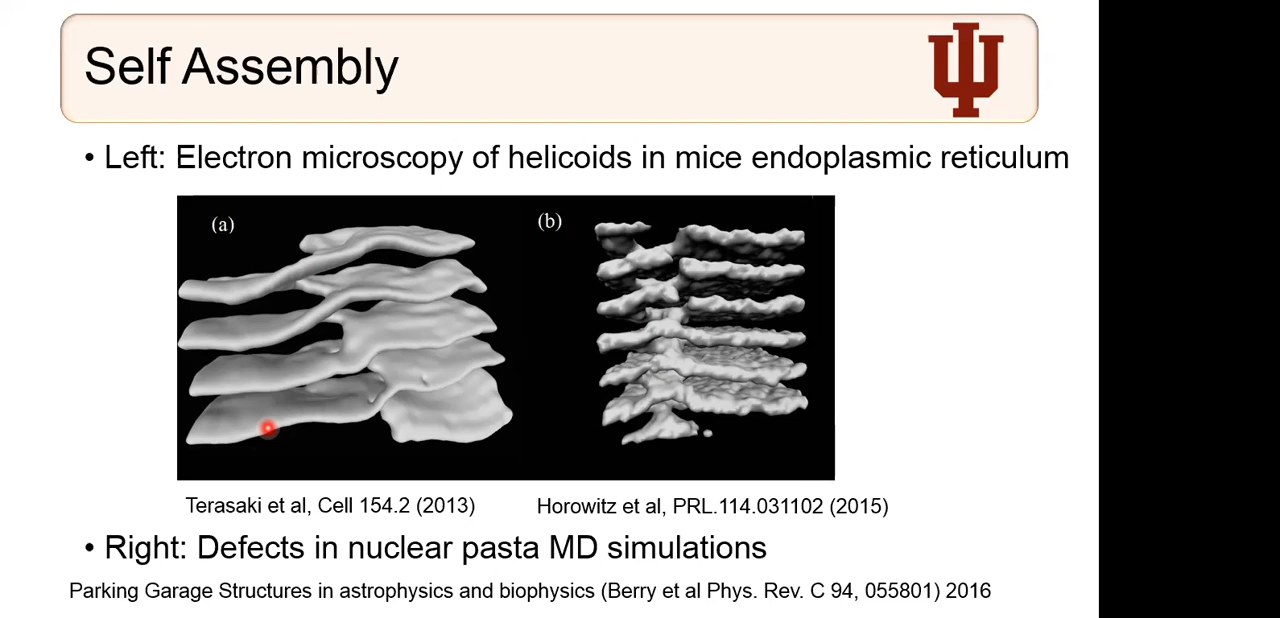 Self Assembly
• Left: Electron microscopy of helicoids in mice endoplasmic reticulum
(a)
(b)
Terasaki et al, Cell 154.2 (2013)
Horowitz et al, PRL.114.031102 (2015)
• Right: Defects in nuclear pasta MD simulations
Parking Garage Structures in astrophysics and biophysics (Berry et al Phys. Rev. C 94, 055801) 2016